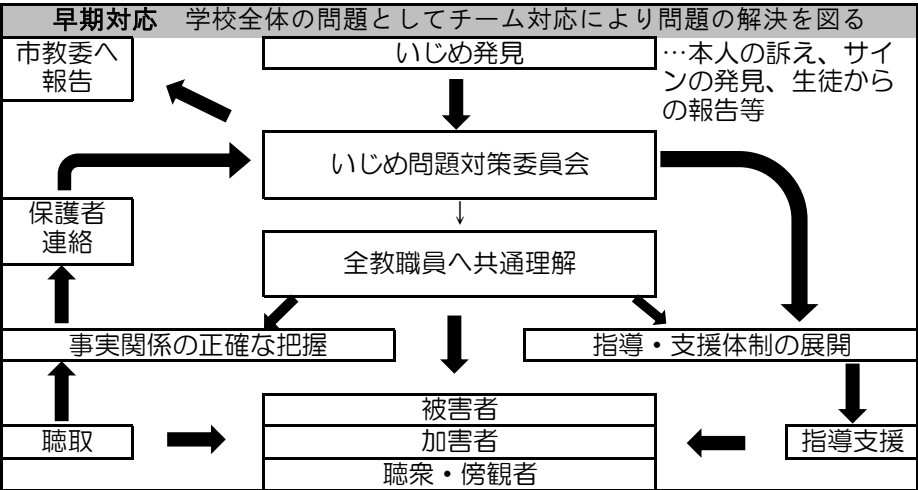 早期対応　学校全体の問題としてチーム対応により問題の解決を図る
市教委へ
報告
いじめ発見
…本人の訴え、サイ
ンの発見、生徒から
の報告等
いじめ問題対策委員会
保護者
連絡
↓
全教職員へ共通理解
事実関係の正確な把握
指導・支援体制の展開
被害者
聴取
加害者
指導支援
聴衆・傍観者